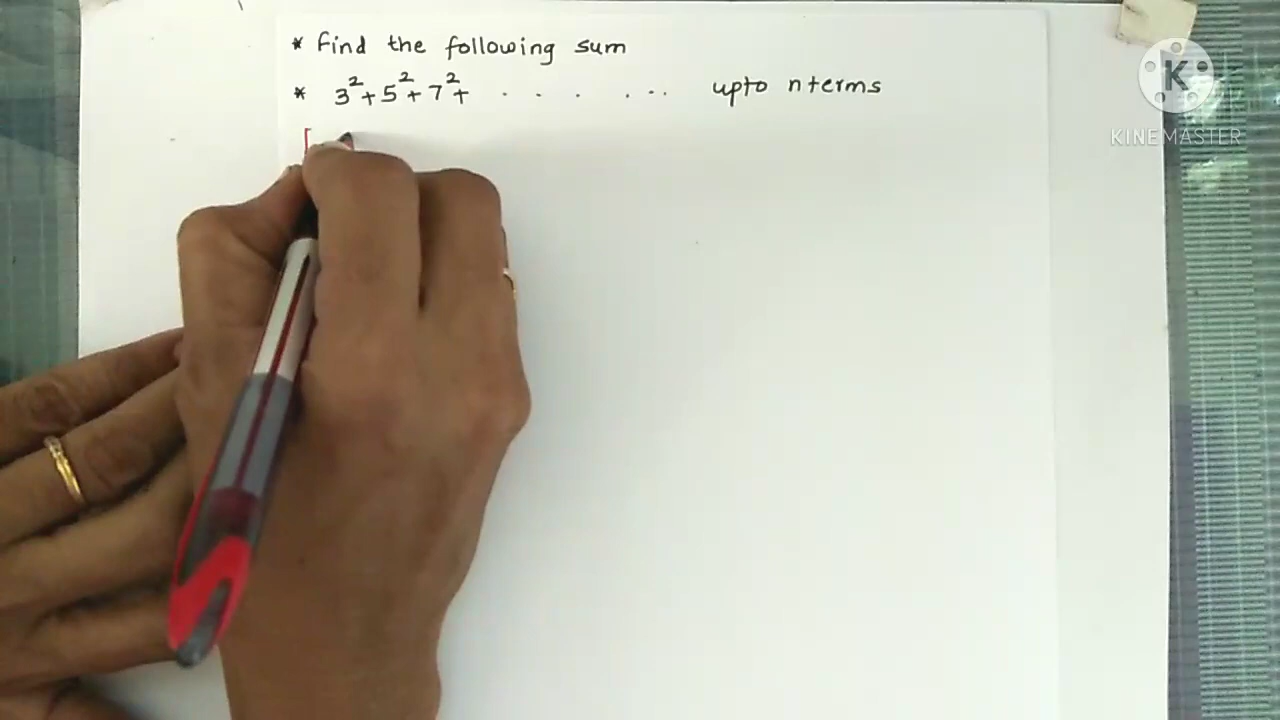 * Find the following sum
* 3²+5²+7²+ . . . . . . upto n terms
K
KINEMASTER